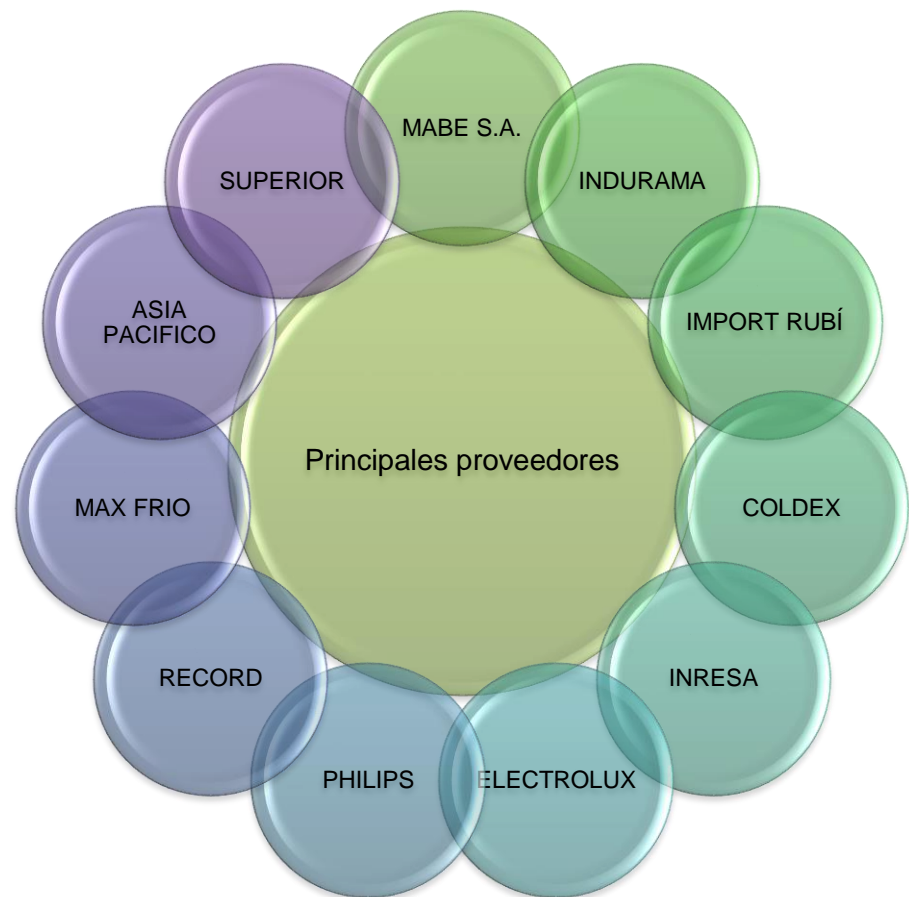 MABE S.A.
INDURAMA
IMPORT RUBÍ
COLDEX
INRESA
ELECTROLUX
PHILIPS
RECORD
MAX FRIO
ASIA
PACIFICO
SUPERIOR
Principales proveedores